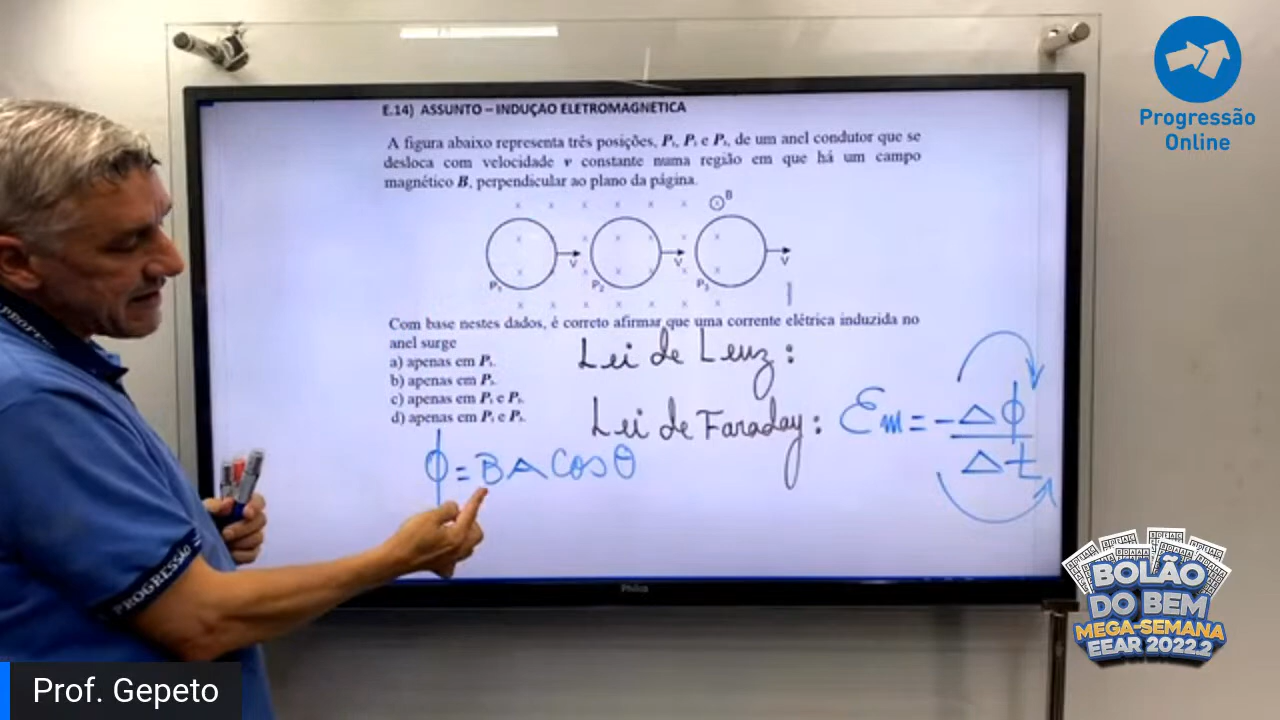 E.14) ASSUNTO – INDUÇÃO ELETROMAGNÉTICA
A figura abaixo representa três posições, P₁, P₂ e P₃, de um anel condutor que se
desloca com velocidade v constante numa região em que há um campo
magnético B, perpendicular ao plano da página.
B
V
V
V
P₁
P₂
P₃
Com base nestes dados, é correto afirmar que uma corrente elétrica induzida no
anel surge
a) apenas em P
b) apenas em P
c) apenas em P e P
d) apenas em P e P
Lei de Lenz :
Lei de Faraday : Em = -Δϕ
Δt
ϕ = BA cos θ
Philco
PROGRESSÃO
Progressão
Online
BOLÃO
DO BEM
MEGA-SEMANA
EEAR 2022.2
Prof. Gepeto